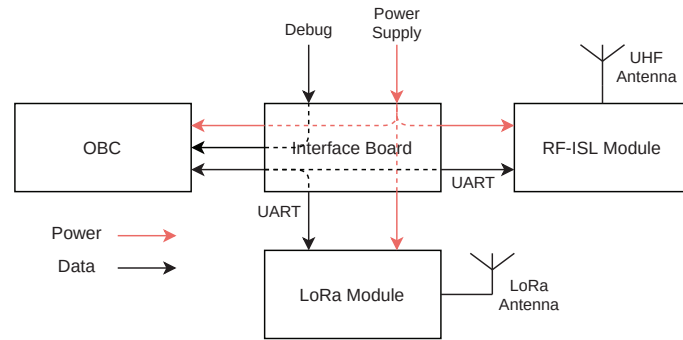 Debug
Power
Supply
UHF
Antenna
OBC
Interface Board
RF-ISL Module
UART
UART
Power
Data
LoRa Module
LoRa
Antenna